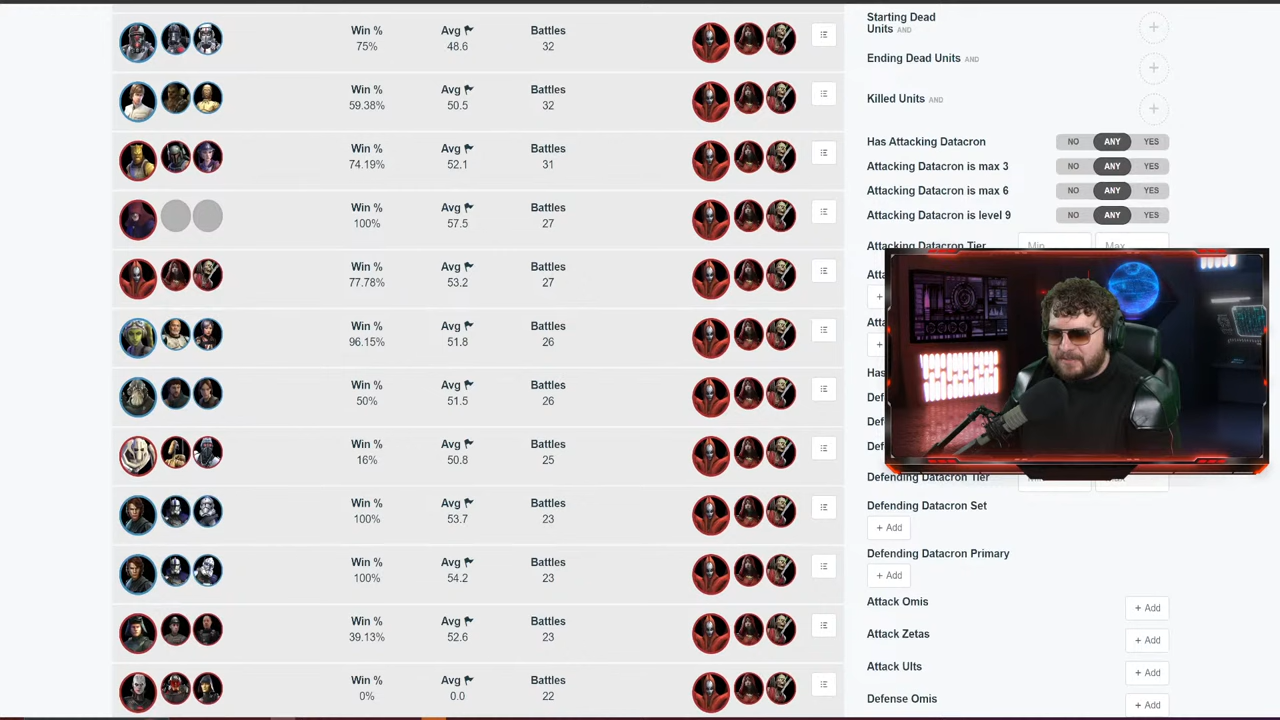 Win % Avg Battles
75% 48.6 32
Win % Avg Battles
59.38% 50.5 32
Win % Avg Battles
74.19% 52.1 31
Win % Avg Battles
100% 57.5 27
Win % Avg Battles
77.78% 53.2 27
Win % Avg Battles
96.15% 51.8 26
Win % Avg Battles
50% 51.5 26
Win % Avg Battles
16% 50.8 25
Win % Avg Battles
100% 53.7 23
Win % Avg Battles
100% 54.2 23
Win % Avg Battles
39.13% 52.6 23
Win % Avg Battles
0% 0.0 22
Starting Dead
Units AND
Ending Dead Units AND
Killed Units AND
Has Attacking Datacron NO ANY YES
Attacking Datacron is max 3 NO ANY YES
Attacking Datacron is max 6 NO ANY YES
Attacking Datacron is level 9 NO ANY YES
Attacking Datacron Tier Min Max
Defending Datacron Tier
Defending Datacron Set
+ Add
Defending Datacron Primary
+ Add
Attack Omis + Add
Attack Zetas + Add
Attack Ults + Add
Defense Omis + Add